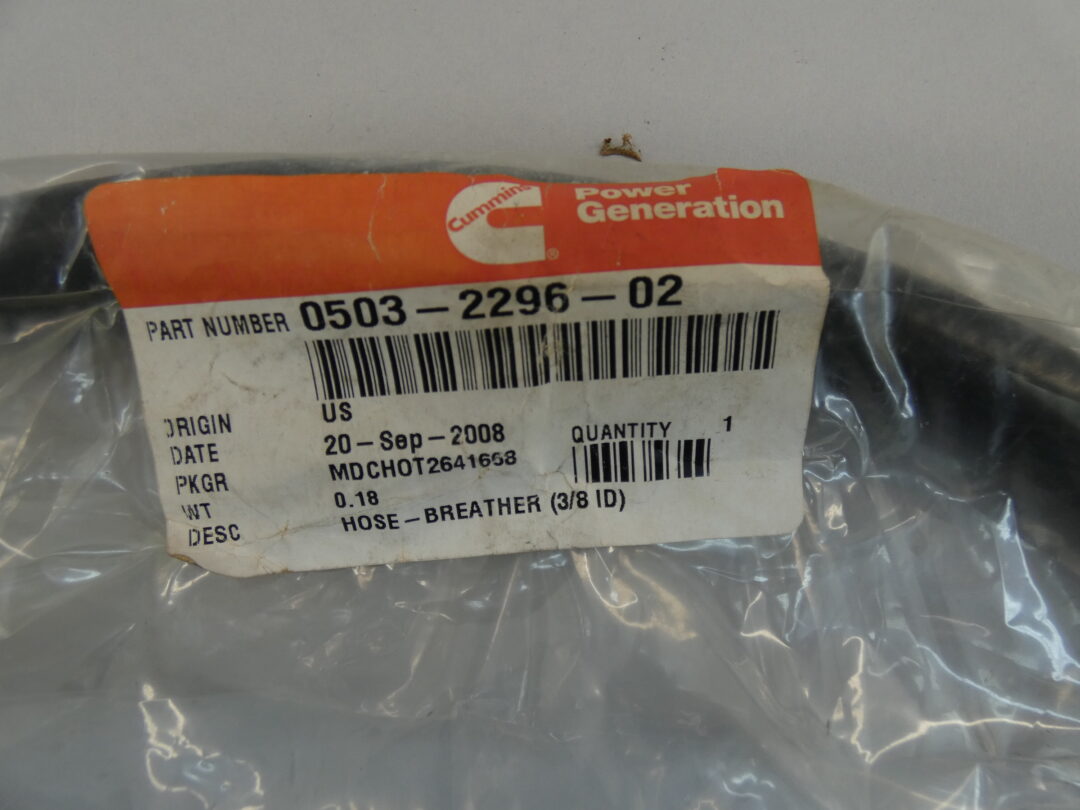 Cummins
Power
Generation
®
PART NUMBER 0503-2296-02
ORIGIN US
DATE 20-Sep-2008 QUANTITY 1
PKGR MDCHOT2641668
WT 0.18
DESC HOSE-BREATHER (3/8 ID)